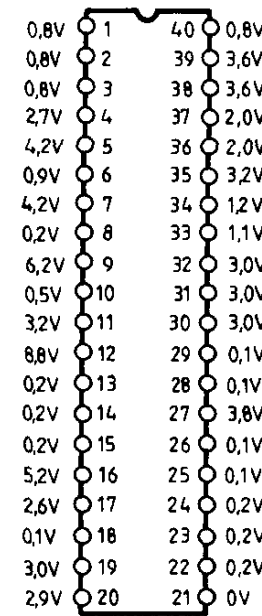 0,8V 1 40 0,8V
0,8V 2 39 3,6V
0,8V 3 38 3,6V
2,7V 4 37 2,0V
4,2V 5 36 2,0V
0,9V 6 35 3,2V
4,2V 7 34 1,2V
0,2V 8 33 1,1V
6,2V 9 32 3,0V
0,5V 10 31 3,0V
3,2V 11 30 3,0V
8,8V 12 29 0,1V
0,2V 13 28 0,1V
0,2V 14 27 3,8V
0,2V 15 26 0,1V
5,2V 16 25 0,1V
2,6V 17 24 0,2V
0,1V 18 23 0,2V
3,0V 19 22 0,2V
2,9V 20 21 0V